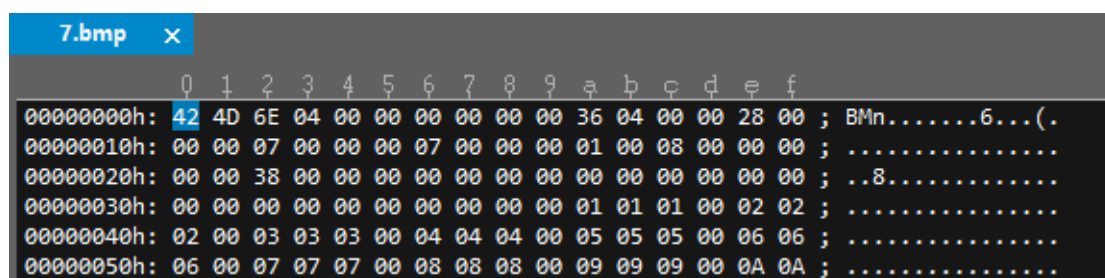 7.bmp ×
0 1 2 3 4 5 6 7 8 9 a b c d e f
00000000h: 42 4D 6E 04 00 00 00 00 00 00 36 04 00 00 28 00 ; BMn.......6...(.
00000010h: 00 00 07 00 00 00 07 00 00 00 01 00 08 00 00 00 ; ................
00000020h: 00 00 38 00 00 00 00 00 00 00 00 00 00 00 00 00 ; ..8.............
00000030h: 00 00 00 00 00 00 00 00 00 00 01 01 01 00 02 02 ; ................
00000040h: 02 00 03 03 03 00 04 04 04 00 05 05 05 00 06 06 ; ................
00000050h: 06 00 07 07 07 00 08 08 08 00 09 09 09 00 0A 0A ; ................